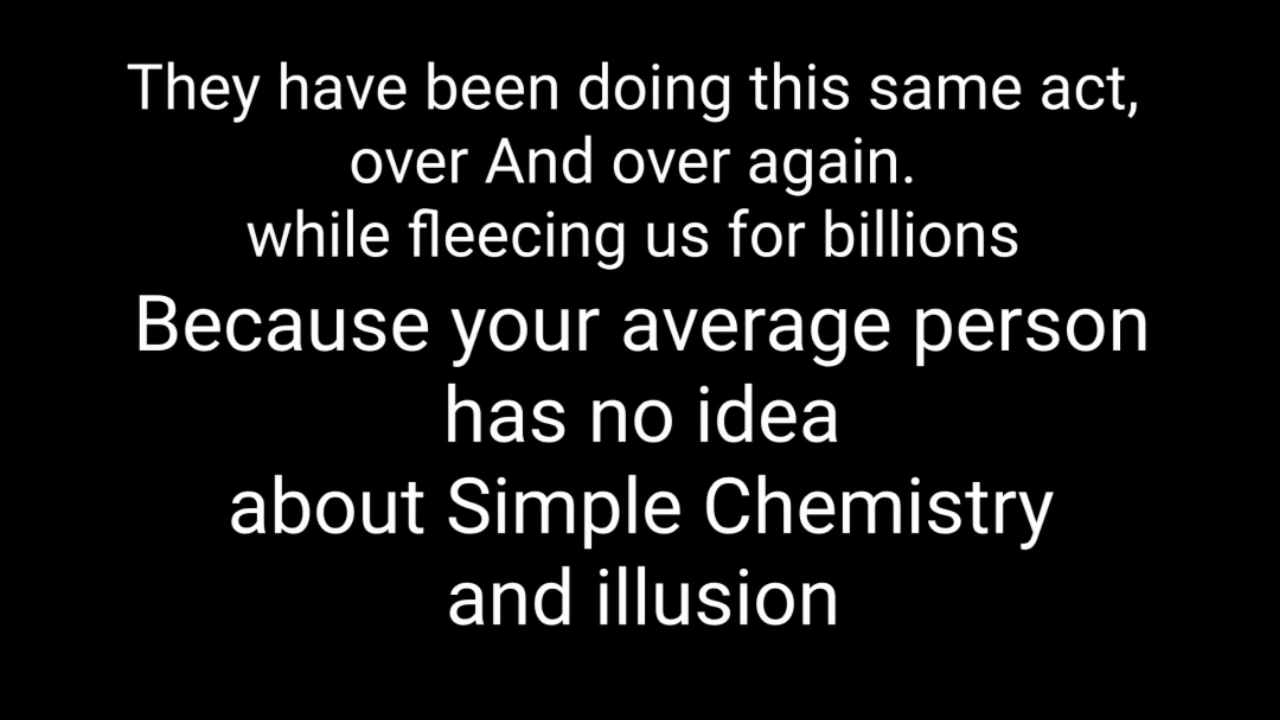 They have been doing this same act,
over And over again.
while fleecing us for billions
Because your average person
has no idea
about Simple Chemistry
and illusion